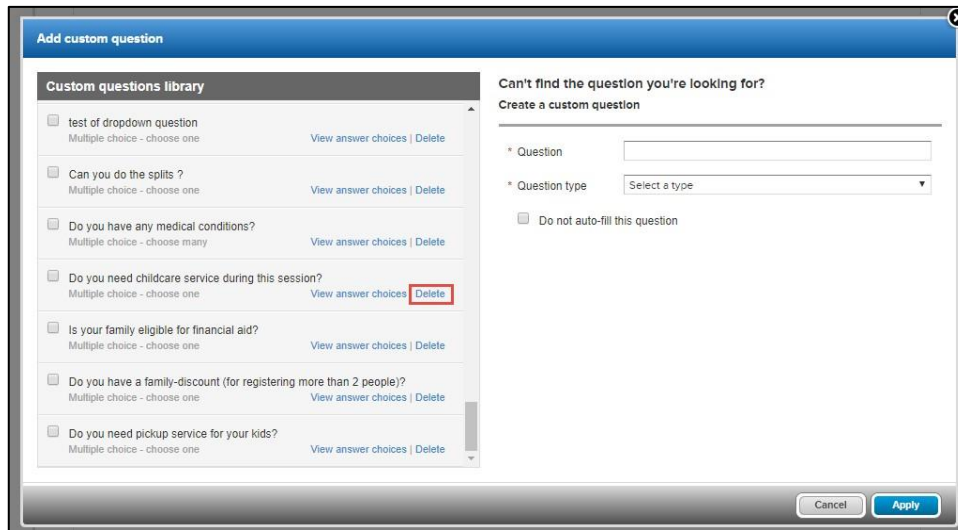 Add custom question
Custom questions library
test of dropdown question
Multiple choice - choose one View answer choices | Delete
Can you do the splits ?
Multiple choice - choose one View answer choices | Delete
Do you have any medical conditions?
Multiple choice - choose many View answer choices | Delete
Do you need childcare service during this session?
Multiple choice - choose one View answer choices Delete
Is your family eligible for financial aid?
Multiple choice - choose one View answer choices | Delete
Do you have a family-discount (for registering more than 2 people)?
Multiple choice - choose one View answer choices | Delete
Do you need pickup service for your kids?
Multiple choice - choose one View answer choices | Delete
Can't find the question you're looking for?
Create a custom question
* Question
* Question type Select a type
Do not auto-fill this question
Cancel Apply